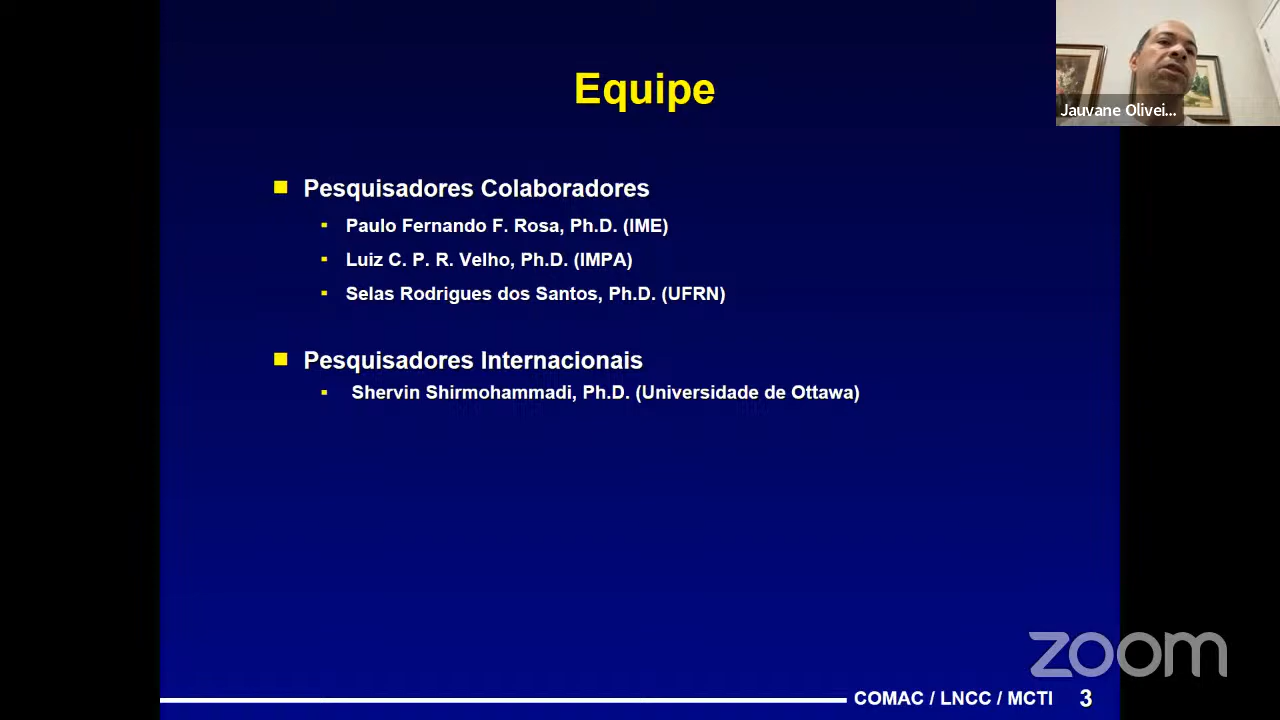 Equipe
Jauvane Olivei...
Pesquisadores Colaboradores
Paulo Fernando F. Rosa, Ph.D. (IME)
Luiz C. P. R. Velho, Ph.D. (IMPA)
Selas Rodrigues dos Santos, Ph.D. (UFRN)
Pesquisadores Internacionais
Shervin Shirmohammadi, Ph.D. (Universidade de Ottawa)
zoom
COMAC / LNCC / MCTI 3